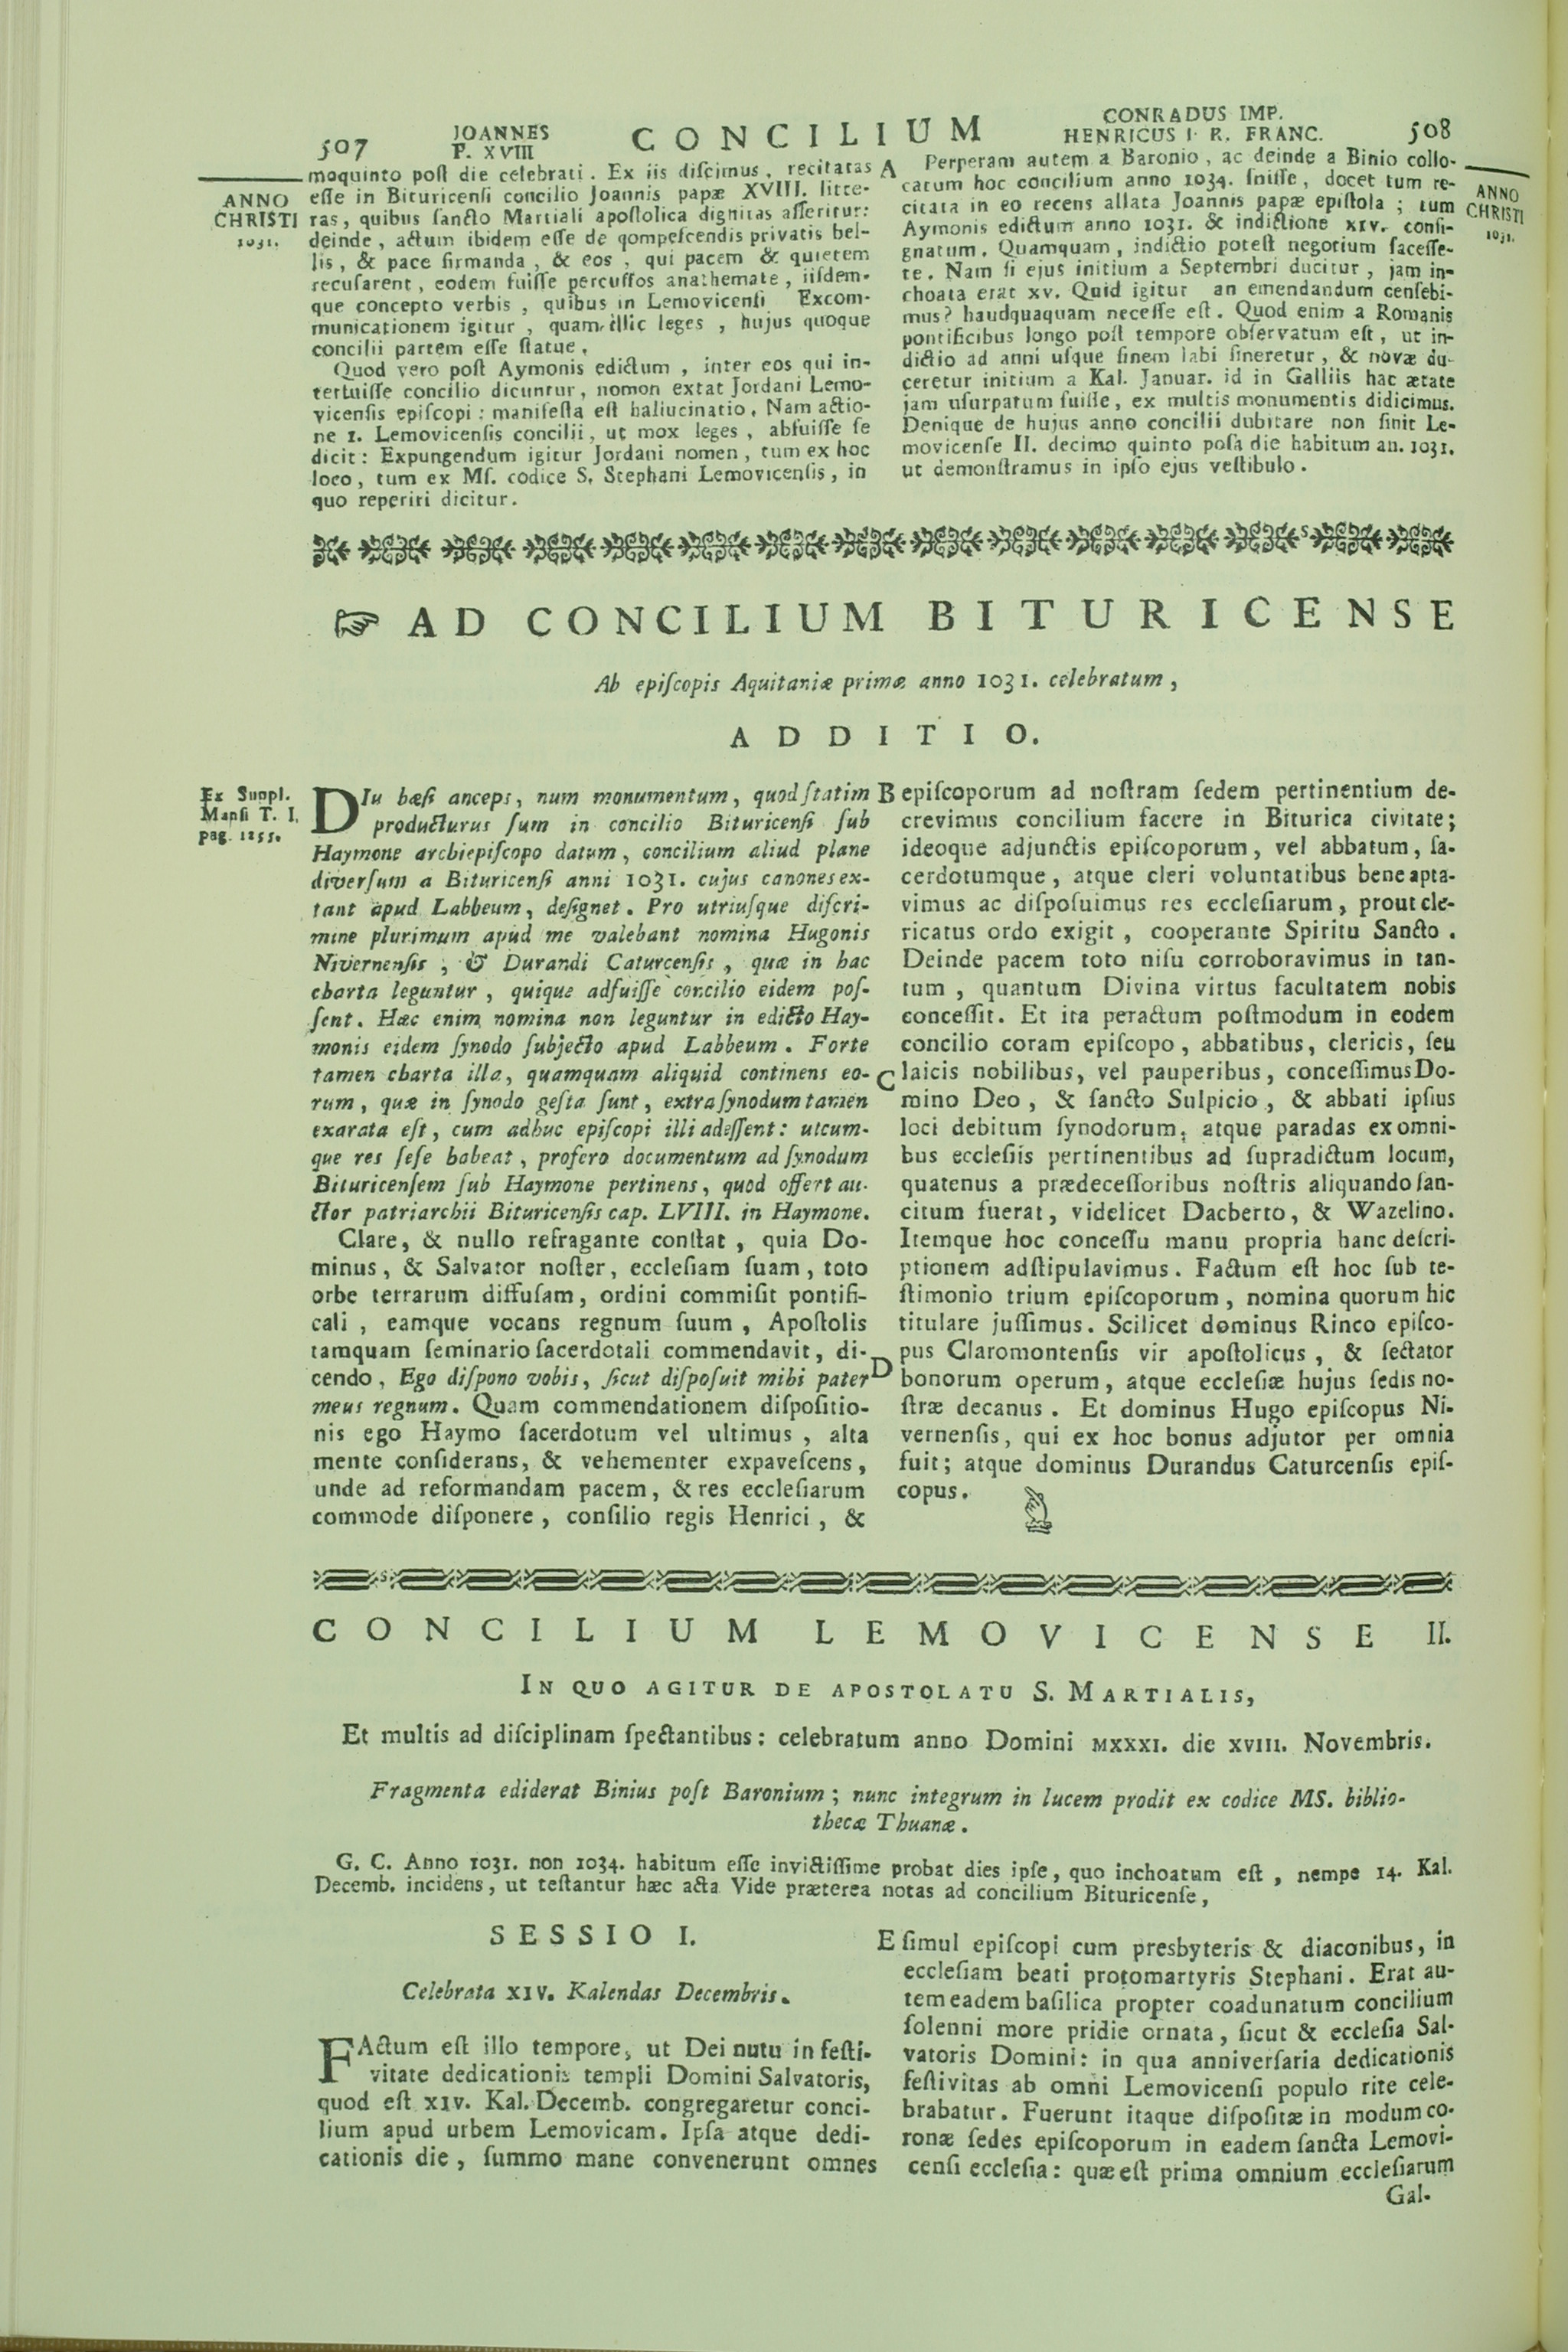 507
JOANNES
P. XVIII
CONCILIUM
CONRADUS IMP.
HENRICUS I. R. FRANC.
508
ANNO
CHRISTI
1031.
moquinto poſt die celebrati. Ex iis diſcimus, recitatas
eſſe in Bituricenſi concilio Joannis papæ XVIII. litte-
ras, quibus ſancto Martiali apoſtolica dignitas aſſeritur:
deinde, actum ibidem eſſe de qompeſcendis privatis bel-
lis, & pace firmanda, & eos, qui pacem & quietem
recuſarent, eodem fuiſſe percuſſos anathemate, iiſdem-
que concepto verbis, quibus in Lemovicenſi Excom-
municationem igitur, quam illic leges, hujus quoque
concilii partem eſſe ſtatue.
Quod vero poſt Aymonis edictum, inter eos qui in-
terfuiſſe concilio dicuntur, nomon extat Jordani Lemo-
vicenſis epiſcopi: manifeſta eſt hallucinatio. Nam actio-
ne 1. Lemovicenſis concilii, ut mox leges, abfuiſſe ſe
dicit: Expungendum igitur Jordani nomen, tum ex hoc
loco, tum ex Mſ. codice S. Stephani Lemovicenſis, in
quo reperiri dicitur.
A
Perperam autem a Baronio, ac deinde a Binio collo-
catum hoc concilium anno 1034. fuiſſe, docet tum re-
citata in eo recens allata Joannis papæ epiſtola; tum
Aymonis edictum anno 1031. & indictione XIV. conſi-
gnatum. Quamquam, indictio poteſt negotium faceſſe-
re. Nam ſi ejus initium a Septembri ducitur, jam in-
choata erat xv. Quid igitur an emendandum cenſebi-
mus? haudquaquam neceſſe eſt. Quod enim a Romanis
pontificibus longo poſt tempore obſervatum eſt, ut in-
dictio ad anni uſque finem labi ſineretur, & novæ du-
ceretur initium a Kal. Januar. id in Galliis hac ætate
jam uſurpatum fuiſſe, ex multis monumentis didicimus.
Denique de hujus anno concilii dubitare non ſinit Le-
movicenſe II. decimo quinto poſa die habitum an. 1031.
ut demonſtramus in ipſo ejus veſtibulo.
ANNO
CHRISTI
1031.
☞ AD CONCILIUM BITURICENSE
Ab epiſcopis Aquitaniæ primæ anno 1031. celebratum,
ADDITIO.
Ex Suppl.
Manſi T. I.
pag. 1255.
DIu hæſi anceps, num monumentum, quod ſtatim
producturus ſum in concilio Bituricenſi ſub
Haymone archiepiſcopo datum, concilium aliud plane
diverſum a Bituricenſi anni 1031. cujus canones ex-
tant apud Labbeum, deſignet. Pro utriuſque diſcri-
mine plurimum apud me valebant nomina Hugonis
Nivernenſis, & Durandi Caturcenſis, quæ in hac
charta leguntur, quique adfuiſſe concilio eidem poſ-
ſent. Hæc enim nomina non leguntur in edicto Hay-
monis eidem ſynodo ſubjecto apud Labbeum. Forte
tamen charta illa, quamquam aliquid continens eo-
rum, quæ in ſynodo geſta ſunt, extra ſynodum tamen
exarata eſt, cum adhuc epiſcopi illi adeſſent: utcum-
que res ſeſe habeat, profero documentum ad ſynodum
Bituricenſem ſub Haymone pertinens, quod offert au-
ctor patriarchii Bituricenſis cap. LVIII. in Haymone.
Clare, & nullo refragante conſtat, quia Do-
minus, & Salvator noſter, eccleſiam ſuam, toto
orbe terrarum diffuſam, ordini commiſit pontifi-
cali, eamque vocans regnum ſuum, Apoſtolis
tamquam ſeminario ſacerdotali commendavit, di-
cendo, Ego diſpono vobis, ſicut diſpoſuit mihi pater
meus regnum. Quam commendationem diſpoſitio-
nis ego Haymo ſacerdotum vel ultimus, alta
mente conſiderans, & vehementer expaveſcens,
unde ad reformandam pacem, & res eccleſiarum
commode diſponere, conſilio regis Henrici, &
B epiſcoporum ad noſtram ſedem pertinentium de-
crevimus concilium facere in Biturica civitate;
ideoque adjunctis epiſcoporum, vel abbatum, ſa-
cerdotumque, atque cleri voluntatibus bene apta-
vimus ac diſpoſuimus res eccleſiarum, prout cle-
ricatus ordo exigit, cooperante Spiritu Sancto.
Deinde pacem toto niſu corroboravimus in tan-
tum, quantum Divina virtus facultatem nobis
conceſſit. Et ita peractum poſtmodum in eodem
concilio coram epiſcopo, abbatibus, clericis, ſeu
C laicis nobilibus, vel pauperibus, conceſſimus Do-
mino Deo, & ſancto Sulpicio, & abbati ipſius
loci debitum ſynodorum, atque paradas ex omni-
bus eccleſiis pertinentibus ad ſupradictum locum,
quatenus a prædeceſſoribus noſtris aliquando ſan-
citum fuerat, videlicet Dacberto, & Wazelino.
Itemque hoc conceſſu manu propria hanc deſcri-
ptionem adſtipulavimus. Factum eſt hoc ſub te-
ſtimonio trium epiſcoporum, nomina quorum hic
titulare juſſimus. Scilicet dominus Rinco epiſco-
D pus Claromontenſis vir apoſtolicus, & ſectator
bonorum operum, atque eccleſiæ hujus ſedis no-
ſtræ decanus. Et dominus Hugo epiſcopus Ni-
vernenſis, qui ex hoc bonus adjutor per omnia
fuit; atque dominus Durandus Caturcenſis epiſ-
copus.
CONCILIUM LEMOVICENSE II.
IN QUO AGITUR DE APOSTOLATU S. MARTIALIS,
Et multis ad diſciplinam ſpectantibus: celebratum anno Domini MXXXI. die XVIII. Novembris.
Fragmenta ediderat Binius poſt Baronium; nunc integrum in lucem prodit ex codice MS. biblio-
thecæ Thuanæ.
G. C. Anno 1031. non 1034. habitum eſſe invictiſſime probat dies ipſe, quo inchoatum eſt, nempe 14. Kal.
Decemb. incidens, ut teſtantur hæc acta Vide præterea notas ad concilium Bituricenſe,
SESSIO I.
Celebrata XIV. Kalendas Decembris.
FActum eſt illo tempore, ut Dei nutu in feſti-
vitate dedicationis templi Domini Salvatoris,
quod eſt XIV. Kal. Decemb. congregaretur conci-
lium apud urbem Lemovicam. Ipſa atque dedi-
cationis die, ſummo mane convenerunt omnes
E ſimul epiſcopi cum presbyteris & diaconibus, in
eccleſiam beati protomartyris Stephani. Erat au-
tem eadem baſilica propter coadunatum concilium
ſolenni more pridie ornata, ſicut & eccleſia Sal-
vatoris Domini: in qua anniverſaria dedicationis
feſtivitas ab omni Lemovicenſi populo rite cele-
brabatur. Fuerunt itaque diſpoſitæ in modum co-
ronæ ſedes epiſcoporum in eadem ſancta Lemovi-
cenſi eccleſia: quæ eſt prima omnium eccleſiarum
Gal-